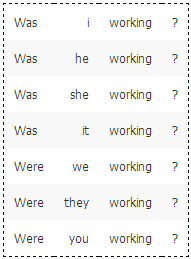 Was i working ?
Was he working ?
Was she working ?
Was it working ?
Were we working ?
Were they working ?
Were you working ?